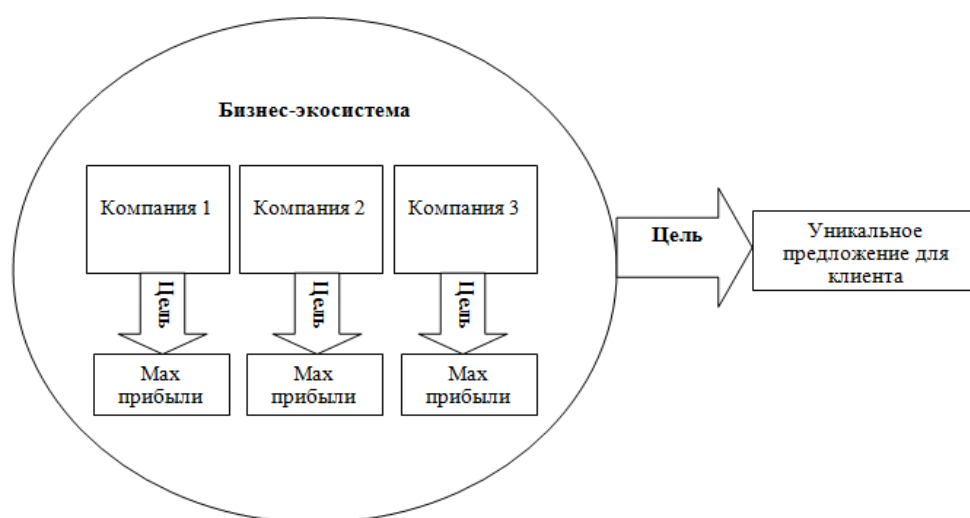 Бизнес-экосистема
Компания 1
Компания 2
Компания 3
Цель
Цель
Цель
Max
прибыли
Max
прибыли
Max
прибыли
Цель
Уникальное
предложение для
клиента